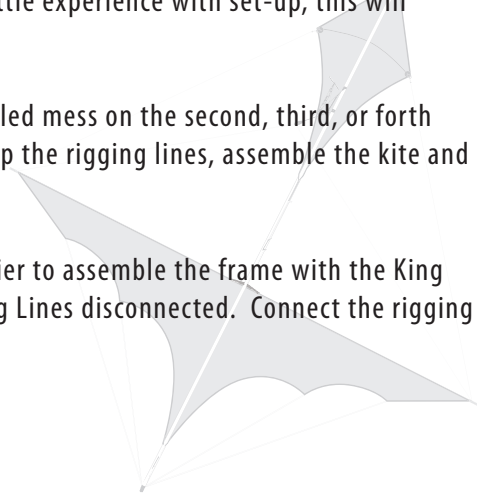 ttle experience with set-up, this will
led mess on the second, third, or forth
p the rigging lines, assemble the kite and
ier to assemble the frame with the King
g Lines disconnected.  Connect the rigging